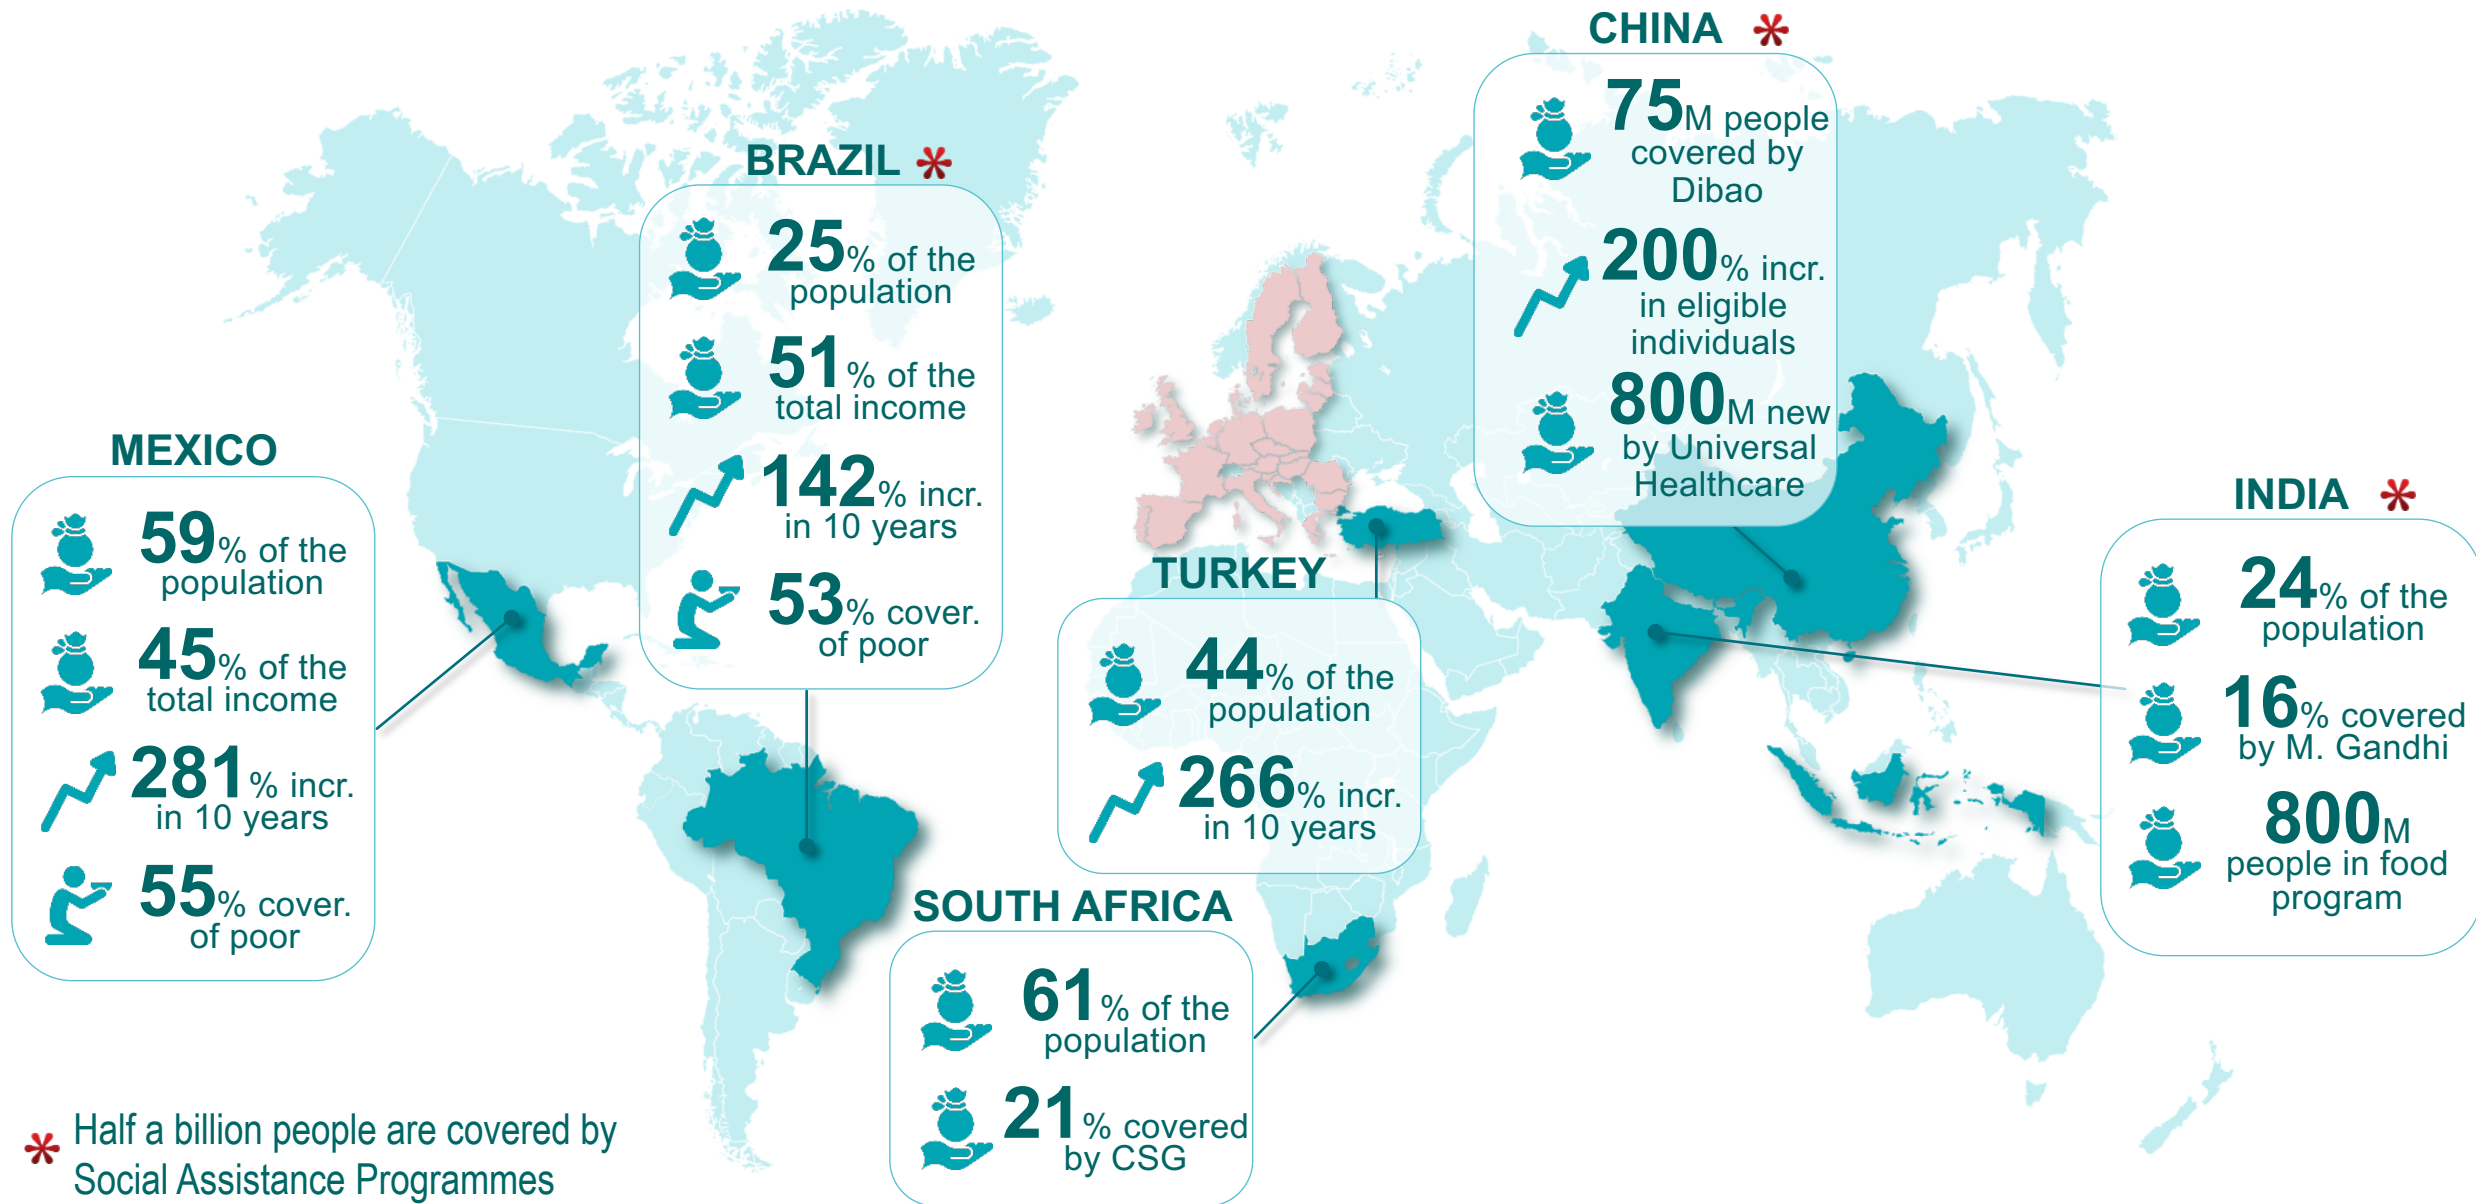 CHINA *
75M people
covered by
Dibao
200% incr.
in eligible
individuals
800M new
by Universal
Healthcare
BRAZIL *
25% of the
population
51% of the
total income
142% incr.
in 10 years
53% cover.
of poor
MEXICO
59% of the
population
45% of the
total income
281% incr.
in 10 years
55% cover.
of poor
TURKEY
44% of the
population
266% incr.
in 10 years
INDIA *
24% of the
population
16% covered
by M. Gandhi
800M
people in food
program
SOUTH AFRICA
61% of the
population
21% covered
by CSG
* Half a billion people are covered by
Social Assistance Programmes